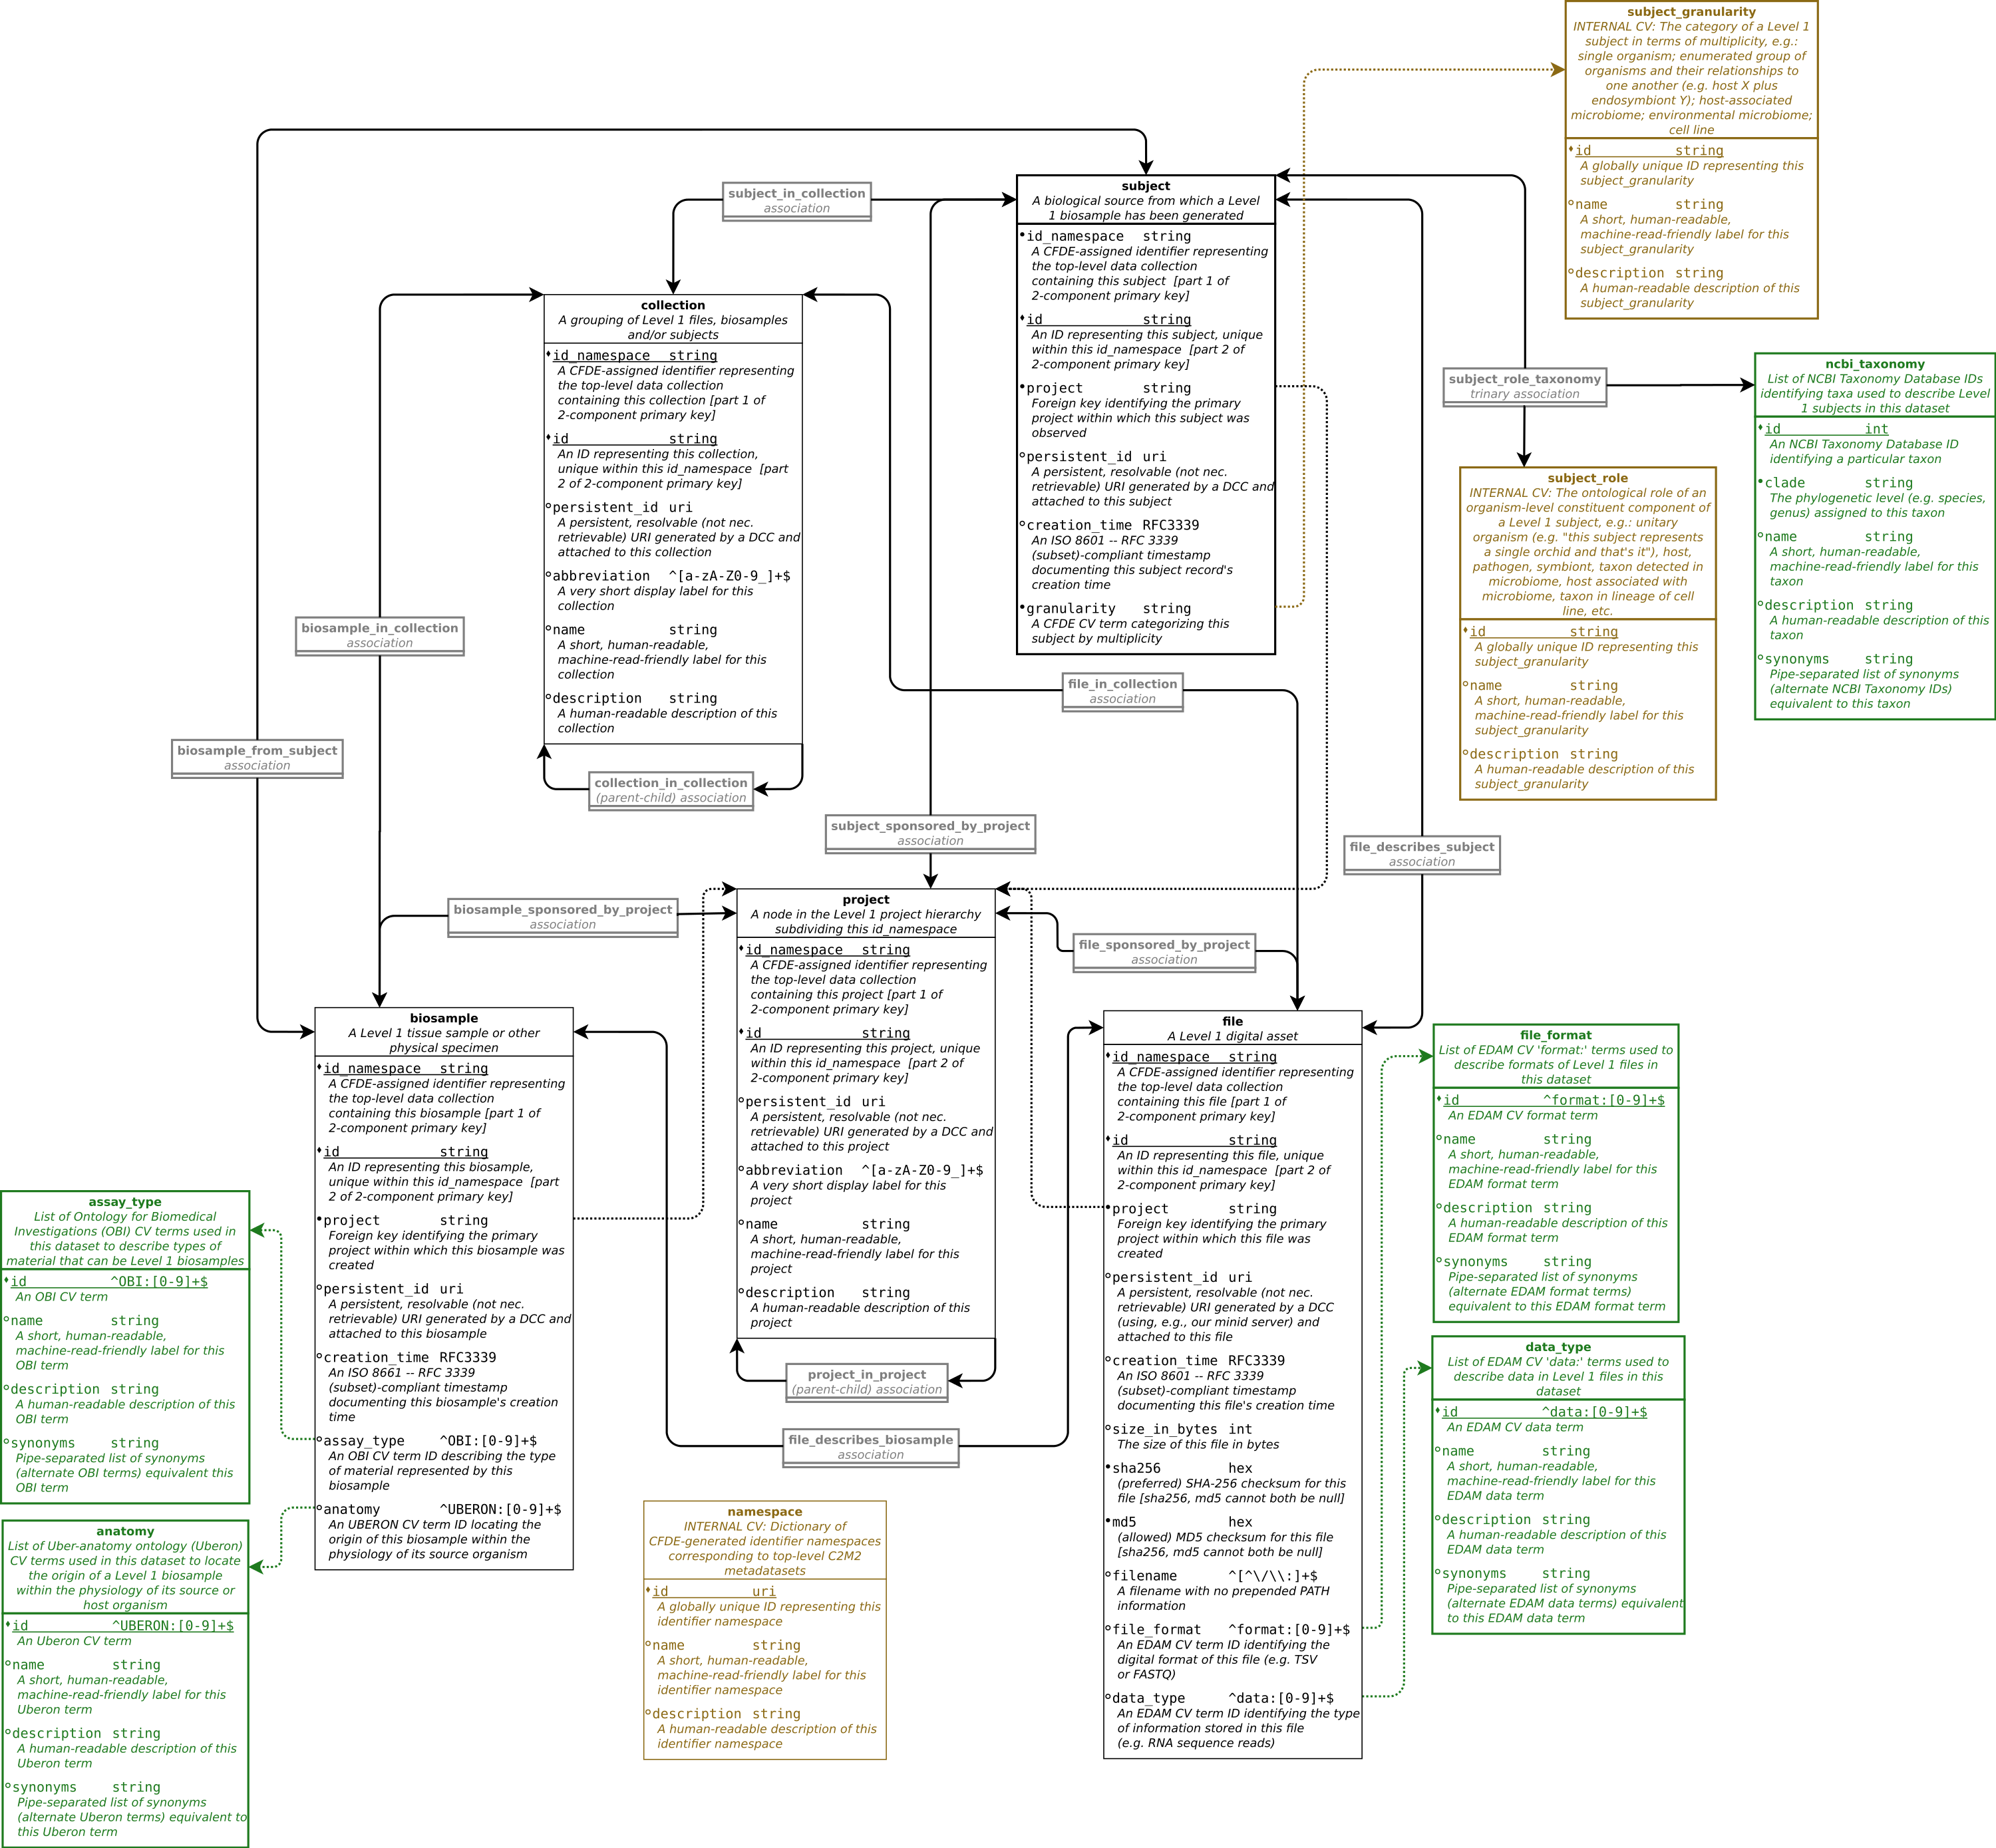 subject_granularity
INTERNAL CV: The category of a Level 1
subject in terms of multiplicity, e.g.:
single organism; enumerated group of
organisms and their relationships to
one another (e.g. host X plus
endosymbiont Y); host-associated
microbiome; environmental microbiome;
cell line
id string
A globally unique ID representing this
subject_granularity
name string
A short, human-readable,
machine-read-friendly label for this
subject_granularity
description string
A human-readable description of this
subject_granularity
subject_in_collection
association
subject
A biological source from which a Level
1 biosample has been generated
id_namespace string
A CFDE-assigned identifier representing
the top-level data collection
containing this subject [part 1 of
2-component primary key]
id string
An ID representing this subject, unique
within this id_namespace [part 2 of
2-component primary key]
project string
Foreign key identifying the primary
project within which this subject was
observed
persistent_id uri
A persistent, resolvable (not nec.
retrievable) URI generated by a DCC and
attached to this subject
creation_time RFC3339
An ISO 8601 -- RFC 3339
(subset)-compliant timestamp
documenting this subject record's
creation time
granularity string
A CFDE CV term categorizing this
subject by multiplicity
collection
A grouping of Level 1 files, biosamples
and/or subjects
id_namespace string
A CFDE-assigned identifier representing
the top-level data collection
containing this collection [part 1 of
2-component primary key]
id string
An ID representing this collection,
unique within this id_namespace [part
2 of 2-component primary key]
persistent_id uri
A persistent, resolvable (not nec.
retrievable) URI generated by a DCC and
attached to this collection
abbreviation ^[a-zA-Z0-9_]+$
A very short display label for this
collection
name string
A short, human-readable,
machine-read-friendly label for this
collection
description string
A human-readable description of this
collection
subject_role_taxonomy
trinary association
ncbi_taxonomy
List of NCBI Taxonomy Database IDs
identifying taxa used to describe Level
1 subjects in this dataset
id int
An NCBI Taxonomy Database ID
identifying a particular taxon
clade string
The phylogenetic level (e.g. species,
genus) assigned to this taxon
name string
A short, human-readable,
machine-read-friendly label for this
taxon
description string
A human-readable description of this
taxon
synonyms string
Pipe-separated list of synonyms
(alternate NCBI Taxonomy IDs)
equivalent to this taxon
subject_role
INTERNAL CV: The ontological role of an
organism-level constituent component of
a Level 1 subject, e.g.: unitary
organism (e.g. "this subject represents
a single orchid and that's it"), host,
pathogen, symbiont, taxon detected in
microbiome, host associated with
microbiome, taxon in lineage of cell
line, etc.
id string
A globally unique ID representing this
subject_granularity
name string
A short, human-readable,
machine-read-friendly label for this
subject_granularity
description string
A human-readable description of this
subject_granularity
biosample_in_collection
association
file_in_collection
association
biosample_from_subject
association
collection_in_collection
(parent-child) association
subject_sponsored_by_project
association
file_describes_subject
association
biosample_sponsored_by_project
association
file_sponsored_by_project
association
project
A node in the Level 1 project hierarchy
subdividing this id_namespace
id_namespace string
A CFDE-assigned identifier representing
the top-level data collection
containing this project [part 1 of
2-component primary key]
id string
An ID representing this project, unique
within this id_namespace [part 2 of
2-component primary key]
persistent_id uri
A persistent, resolvable (not nec.
retrievable) URI generated by a DCC and
attached to this project
abbreviation ^[a-zA-Z0-9_]+$
A very short display label for this
project
name string
A short, human-readable,
machine-read-friendly label for this
project
description string
A human-readable description of this
project
project_in_project
(parent-child) association
file_describes_biosample
association
biosample
A Level 1 tissue sample or other
physical specimen
id_namespace string
A CFDE-assigned identifier representing
the top-level data collection
containing this biosample [part 1 of
2-component primary key]
id string
An ID representing this biosample,
unique within this id_namespace [part
2 of 2-component primary key]
project string
Foreign key identifying the primary
project within which this biosample was
created
persistent_id uri
A persistent, resolvable (not nec.
retrievable) URI generated by a DCC and
attached to this biosample
creation_time RFC3339
An ISO 8661 -- RFC 3339
(subset)-compliant timestamp
documenting this biosample's creation
time
assay_type ^OBI:[0-9]+$
An OBI CV term ID describing the type
of material represented by this
biosample
anatomy ^UBERON:[0-9]+$
An UBERON CV term ID locating the
origin of this biosample within the
physiology of its source organism
file
A Level 1 digital asset
id_namespace string
A CFDE-assigned identifier representing
the top-level data collection
containing this file [part 1 of
2-component primary key]
id string
An ID representing this file, unique
within this id_namespace [part 2 of
2-component primary key]
project string
Foreign key identifying the primary
project within which this file was
created
persistent_id uri
A persistent, resolvable (not nec.
retrievable) URI generated by a DCC
(using, e.g., our minid server) and
attached to this file
creation_time RFC3339
An ISO 8601 -- RFC 3339
(subset)-compliant timestamp
documenting this file's creation time
size_in_bytes int
The size of this file in bytes
sha256 hex
(preferred) SHA-256 checksum for this
file [sha256, md5 cannot both be null]
md5 hex
(allowed) MD5 checksum for this file
[sha256, md5 cannot both be null]
filename ^[^\/\\:]+$
A filename with no prepended PATH
information
file_format ^format:[0-9]+$
An EDAM CV term ID identifying the
digital format of this file (e.g. TSV
or FASTQ)
data_type ^data:[0-9]+$
An EDAM CV term ID identifying the type
of information stored in this file
(e.g. RNA sequence reads)
file_format
List of EDAM CV 'format:' terms used to
describe formats of Level 1 files in
this dataset
id ^format:[0-9]+$
An EDAM CV format term
name string
A short, human-readable,
machine-read-friendly label for this
EDAM format term
description string
A human-readable description of this
EDAM format term
synonyms string
Pipe-separated list of synonyms
(alternate EDAM format terms)
equivalent to this EDAM format term
data_type
List of EDAM CV 'data:' terms used to
describe data in Level 1 files in this
dataset
id ^data:[0-9]+$
An EDAM CV data term
name string
A short, human-readable,
machine-read-friendly label for this
EDAM data term
description string
A human-readable description of this
EDAM data term
synonyms string
Pipe-separated list of synonyms
(alternate EDAM data terms) equivalent
to this EDAM data term
assay_type
List of Ontology for Biomedical
Investigations (OBI) CV terms used in
this dataset to describe types of
material that can be Level 1 biosamples
id ^OBI:[0-9]+$
An OBI CV term
name string
A short, human-readable,
machine-read-friendly label for this
OBI term
description string
A human-readable description of this
OBI term
synonyms string
Pipe-separated list of synonyms
(alternate OBI terms) equivalent this
OBI term
anatomy
List of Uber-anatomy ontology (Uberon)
CV terms used in this dataset to locate
the origin of a Level 1 biosample
within the physiology of its source or
host organism
id ^UBERON:[0-9]+$
An Uberon CV term
name string
A short, human-readable,
machine-read-friendly label for this
Uberon term
description string
A human-readable description of this
Uberon term
synonyms string
Pipe-separated list of synonyms
(alternate Uberon terms) equivalent to
this Uberon term
namespace
INTERNAL CV: Dictionary of
CFDE-generated identifier namespaces
corresponding to top-level C2M2
metadatasets
id uri
A globally unique ID representing this
identifier namespace
name string
A short, human-readable,
machine-read-friendly label for this
identifier namespace
description string
A human-readable description of this
identifier namespace